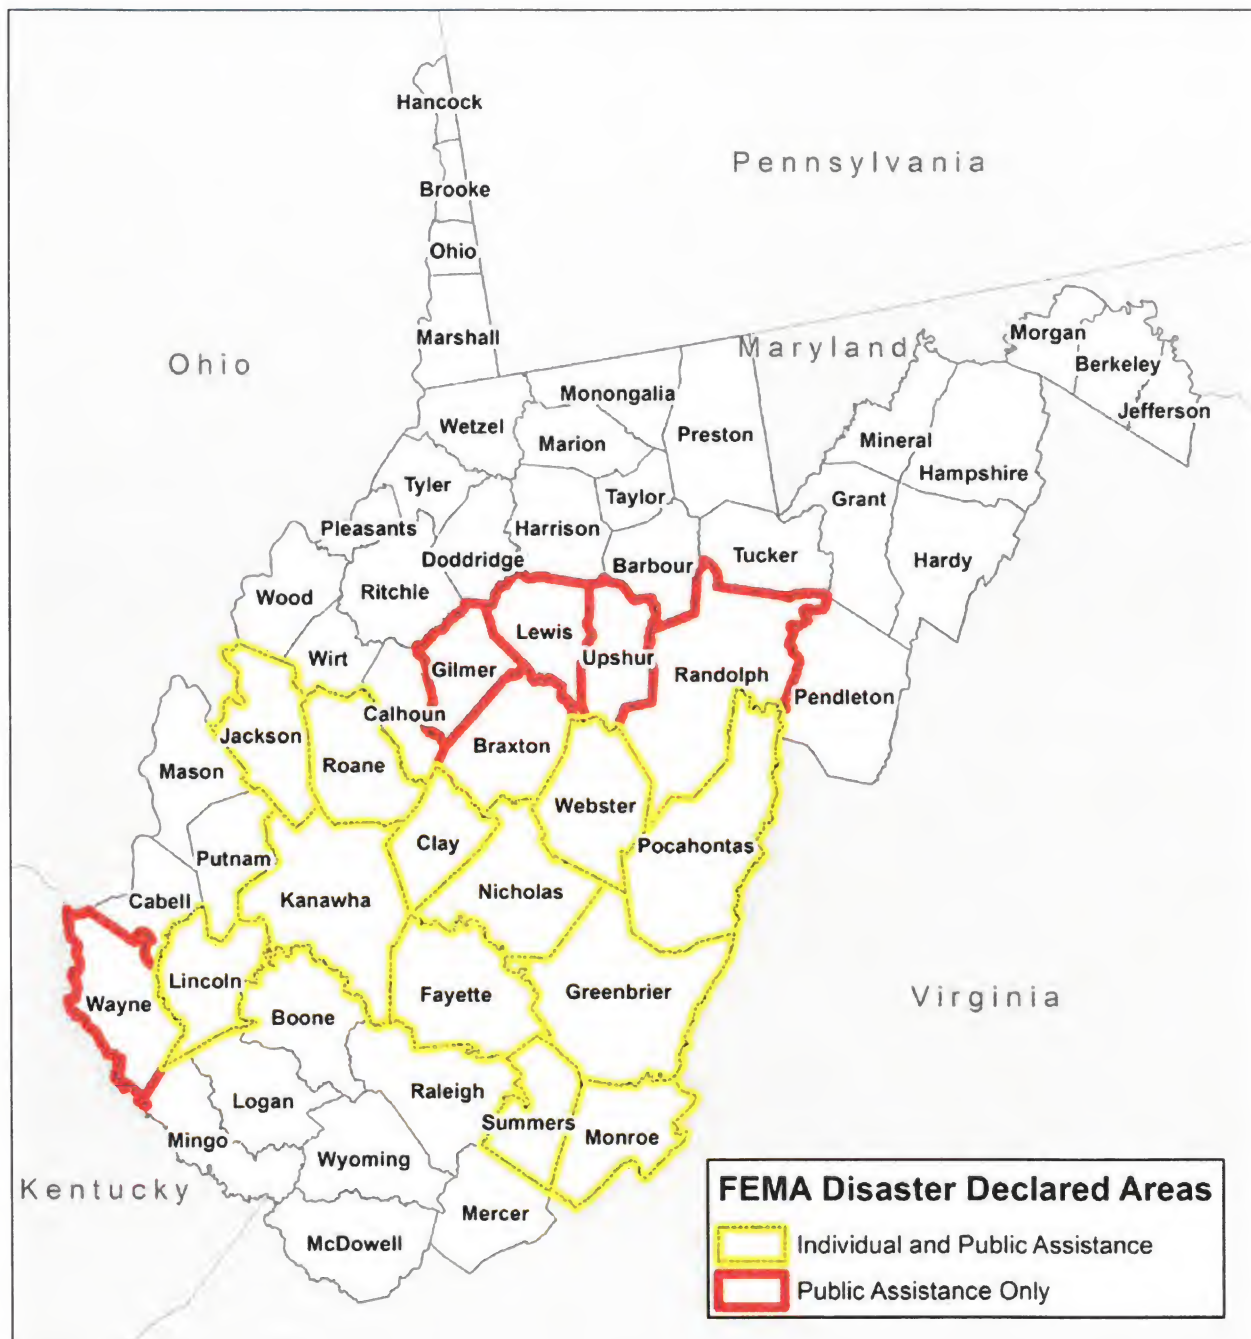 Hancock
Pennsylvania
Brooke
Ohio
Marshall
Ohio
Maryland
Morgan
Berkeley
Jefferson
Monongalia
Wetzel
Marion
Preston
Mineral
Hampshire
Tyler
Taylor
Grant
Pleasants
Harrison
Doddridge
Barbour
Tucker
Hardy
Wood
Ritchie
Lewis
Wirt
Gilmer
Upshur
Randolph
Pendleton
Calhoun
Jackson
Braxton
Roane
Mason
Webster
Clay
Pocahontas
Putnam
Nicholas
Cabell
Kanawha
Lincoln
Fayette
Greenbrier
Virginia
Wayne
Boone
Raleigh
Logan
Summers
Monroe
Mingo
Wyoming
Kentucky
Mercer
McDowell
FEMA Disaster Declared Areas
Individual and Public Assistance
Public Assistance Only